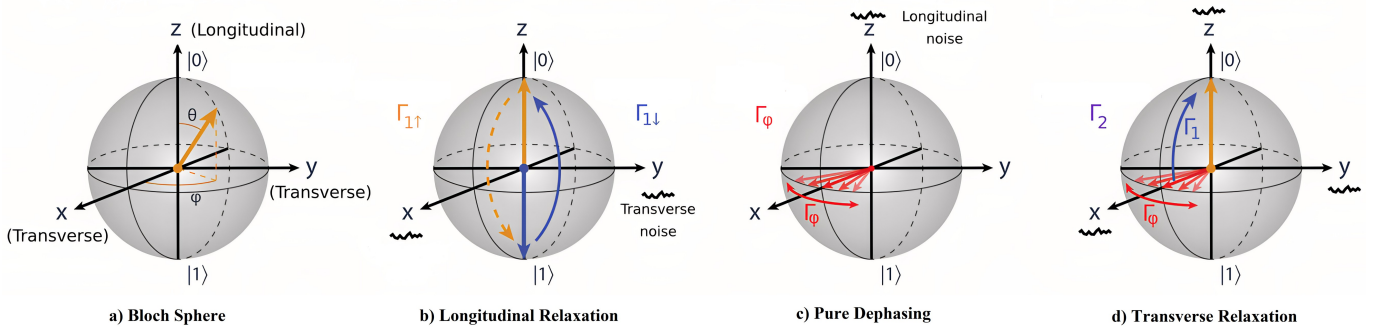 z (Longitudinal)
|0⟩
θ
y
(Transverse)
φ
x
(Transverse)
|1⟩
a) Bloch Sphere
z
|0⟩
Γ1↑
Γ1↓
y
x
Transverse
noise
|1⟩
b) Longitudinal Relaxation
Longitudinal
noise
z
|0⟩
Γφ
y
x
Γφ
|1⟩
c) Pure Dephasing
z
|0⟩
Γ2
Γ1
y
x
Γφ
|1⟩
d) Transverse Relaxation